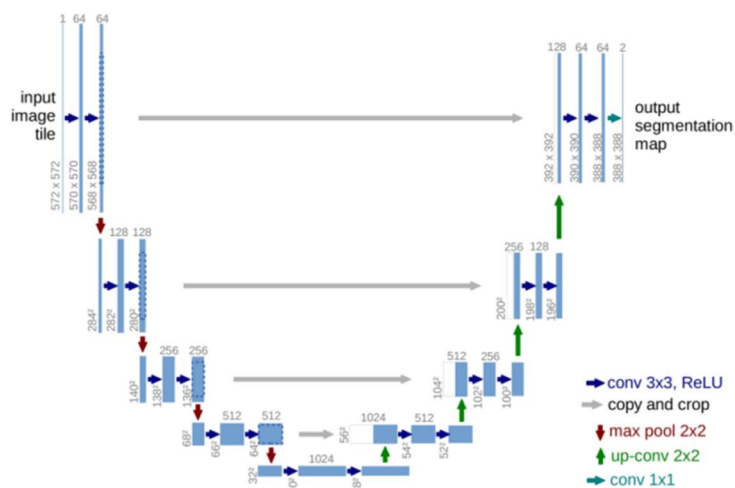 1 64 64
input
image
tile
572 x 572
570 x 570
568 x 568
128 64 64 2
output
segmentation
map
392 x 392
390 x 390
388 x 388
388 x 388
128 128
284²
282²
280²
256 128
200²
198²
196²
256 256
140²
138²
136²
512 256
104²
102²
100²
512 512
68²
66²
64²
1024 512
56²
54²
52²
1024
32²
0²
8²
conv 3x3, ReLU
copy and crop
max pool 2x2
up-conv 2x2
conv 1x1